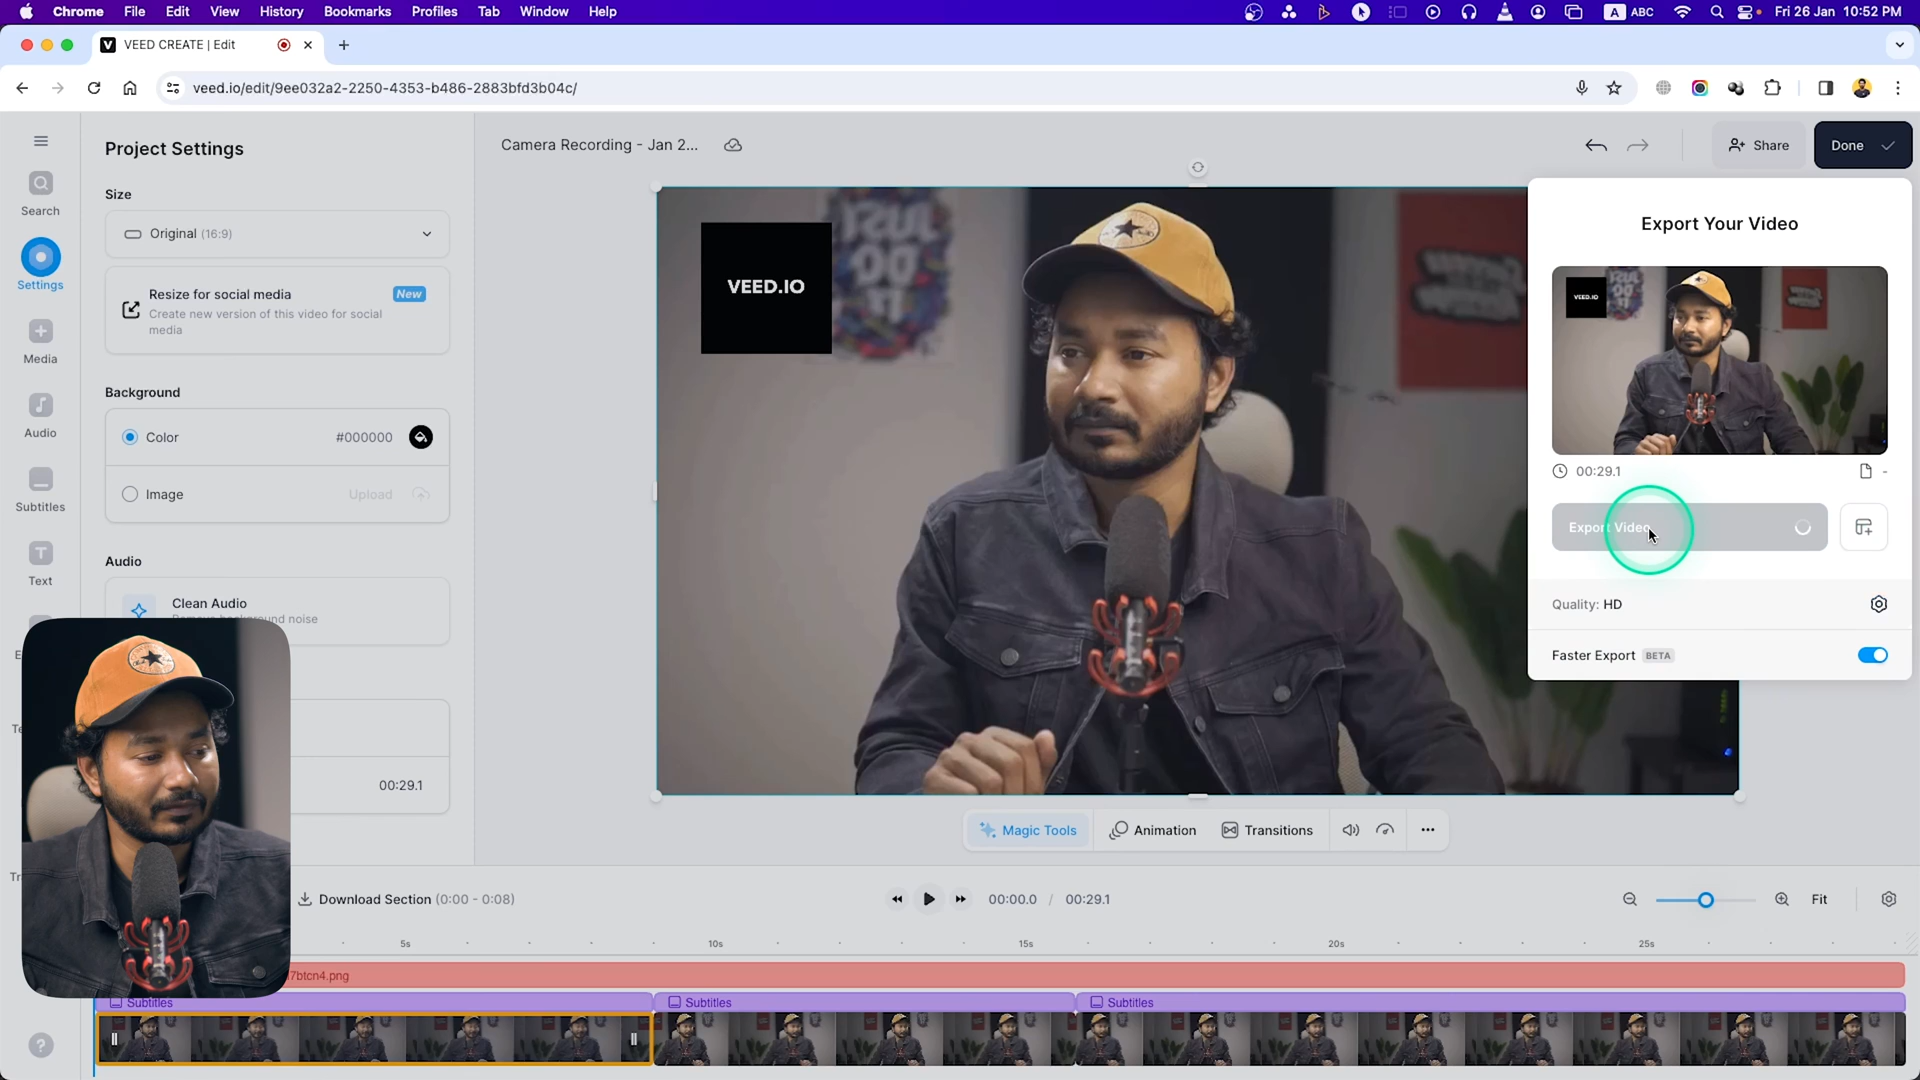 Chrome File Edit View History Bookmarks Profiles Tab Window Help
A ABC Fri 26 Jan 10:52 PM
VEED CREATE | Edit
veed.io/edit/9ee032a2-2250-4353-b486-2883bfd3b04c/
Search
Settings
Media
Audio
Subtitles
Text
Project Settings
Size
Original (16:9)
Resize for social media New
Create new version of this video for social
media
Background
Color #000000
Image Upload
Audio
Clean Audio
00:29.1
Camera Recording - Jan 2...
Share
Done
VEED.IO
Export Your Video
VEED.IO
00:29.1 -
Export Video
Quality: HD
Faster Export BETA
Magic Tools Animation Transitions
Download Section (0:00 - 0:08)
00:00.0 / 00:29.1
Fit
5s 10s 15s 20s 25s
7btcn4.png
Subtitles Subtitles Subtitles